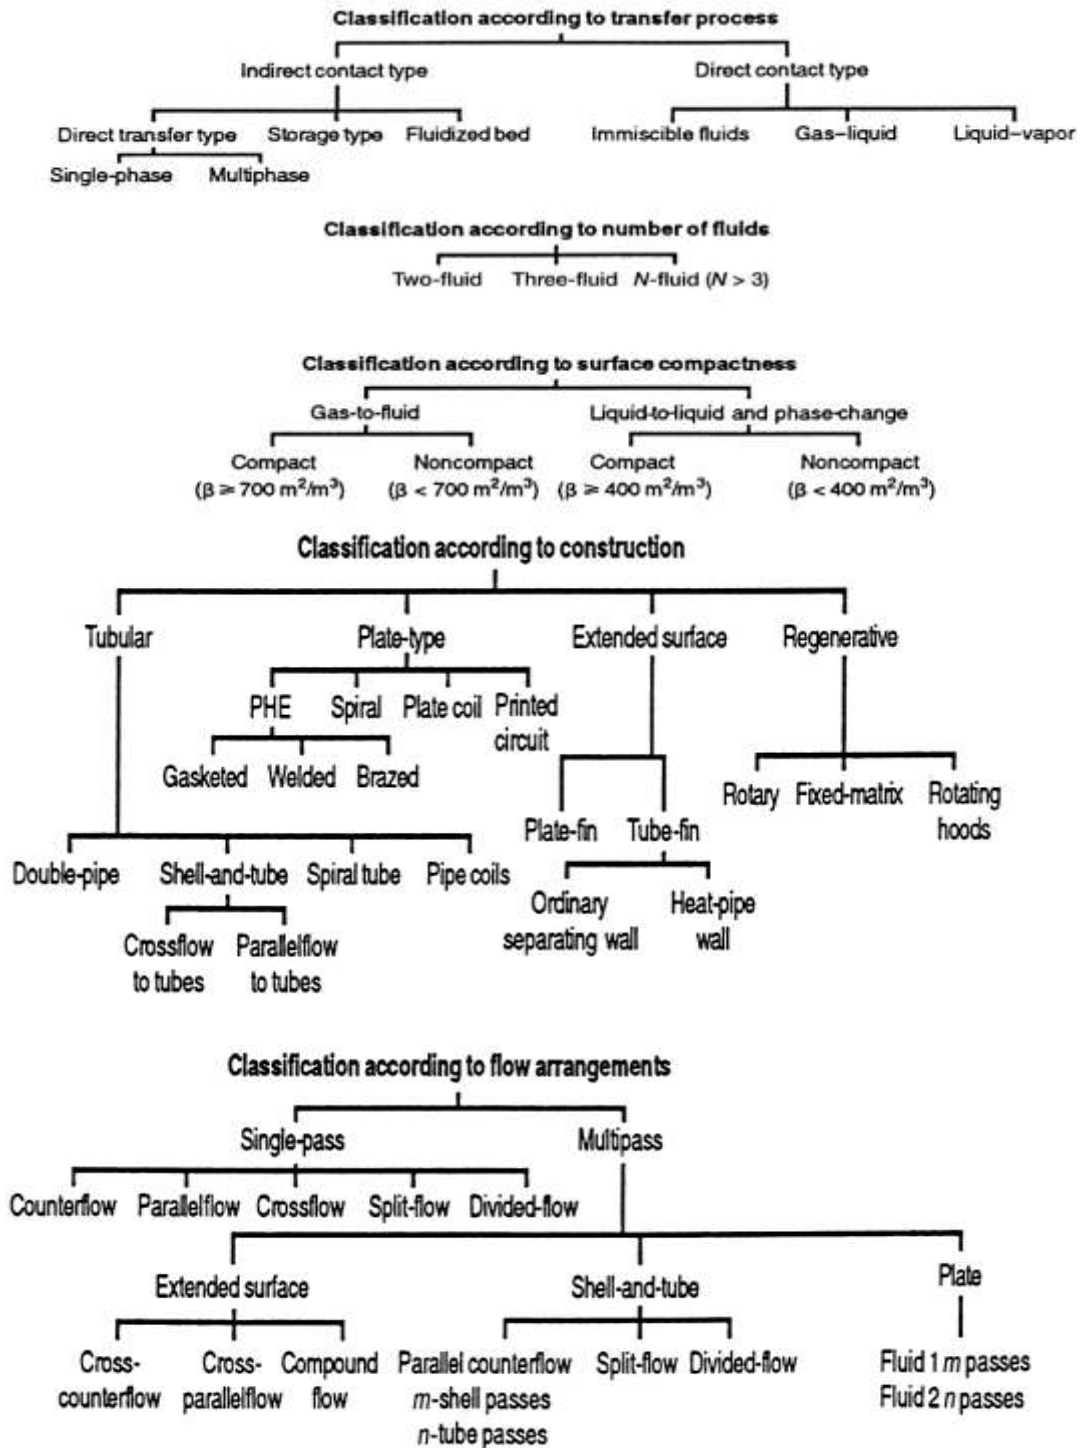 Classification according to transfer process
Indirect contact type
Direct contact type
Direct transfer type
Storage type
Fluidized bed
Immiscible fluids
Gas–liquid
Liquid–vapor
Single-phase
Multiphase
Classification according to number of fluids
Two-fluid
Three-fluid
N-fluid (N > 3)
Classification according to surface compactness
Gas-to-fluid
Liquid-to-liquid and phase-change
Compact
(β ≥ 700 m²/m³)
Noncompact
(β < 700 m²/m³)
Compact
(β ≥ 400 m²/m³)
Noncompact
(β < 400 m²/m³)
Classification according to construction
Tubular
Plate-type
Extended surface
Regenerative
PHE
Spiral
Plate coil
Printed
circuit
Gasketed
Welded
Brazed
Rotary
Fixed-matrix
Rotating
hoods
Plate-fin
Tube-fin
Double-pipe
Shell-and-tube
Spiral tube
Pipe coils
Ordinary
separating wall
Heat-pipe
wall
Crossflow
to tubes
Parallelflow
to tubes
Classification according to flow arrangements
Single-pass
Multipass
Counterflow
Parallelflow
Crossflow
Split-flow
Divided-flow
Extended surface
Shell-and-tube
Plate
Cross-
counterflow
Cross-
parallelflow
Compound
flow
Parallel counterflow
m-shell passes
n-tube passes
Split-flow
Divided-flow
Fluid 1 m passes
Fluid 2 n passes